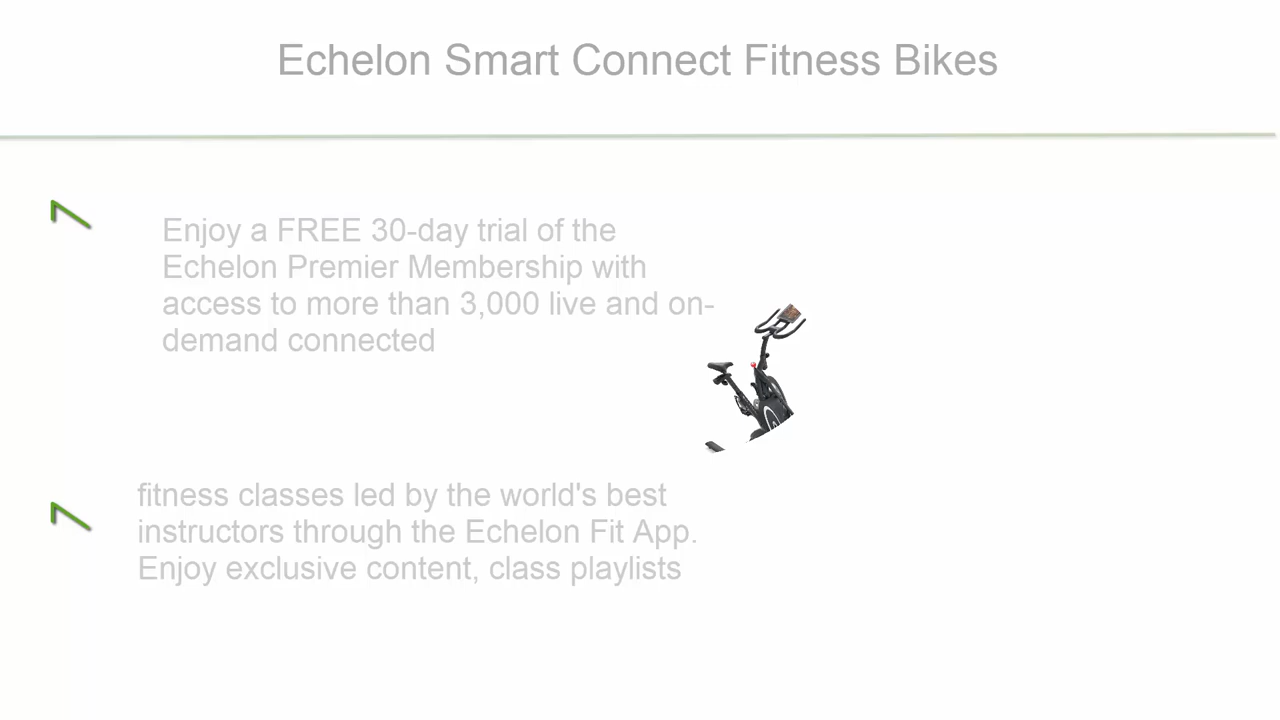 Echelon Smart Connect Fitness Bikes
Enjoy a FREE 30-day trial of the
Echelon Premier Membership with
access to more than 3,000 live and on-
demand connected
fitness classes led by the world's best
instructors through the Echelon Fit App.
Enjoy exclusive content, class playlists